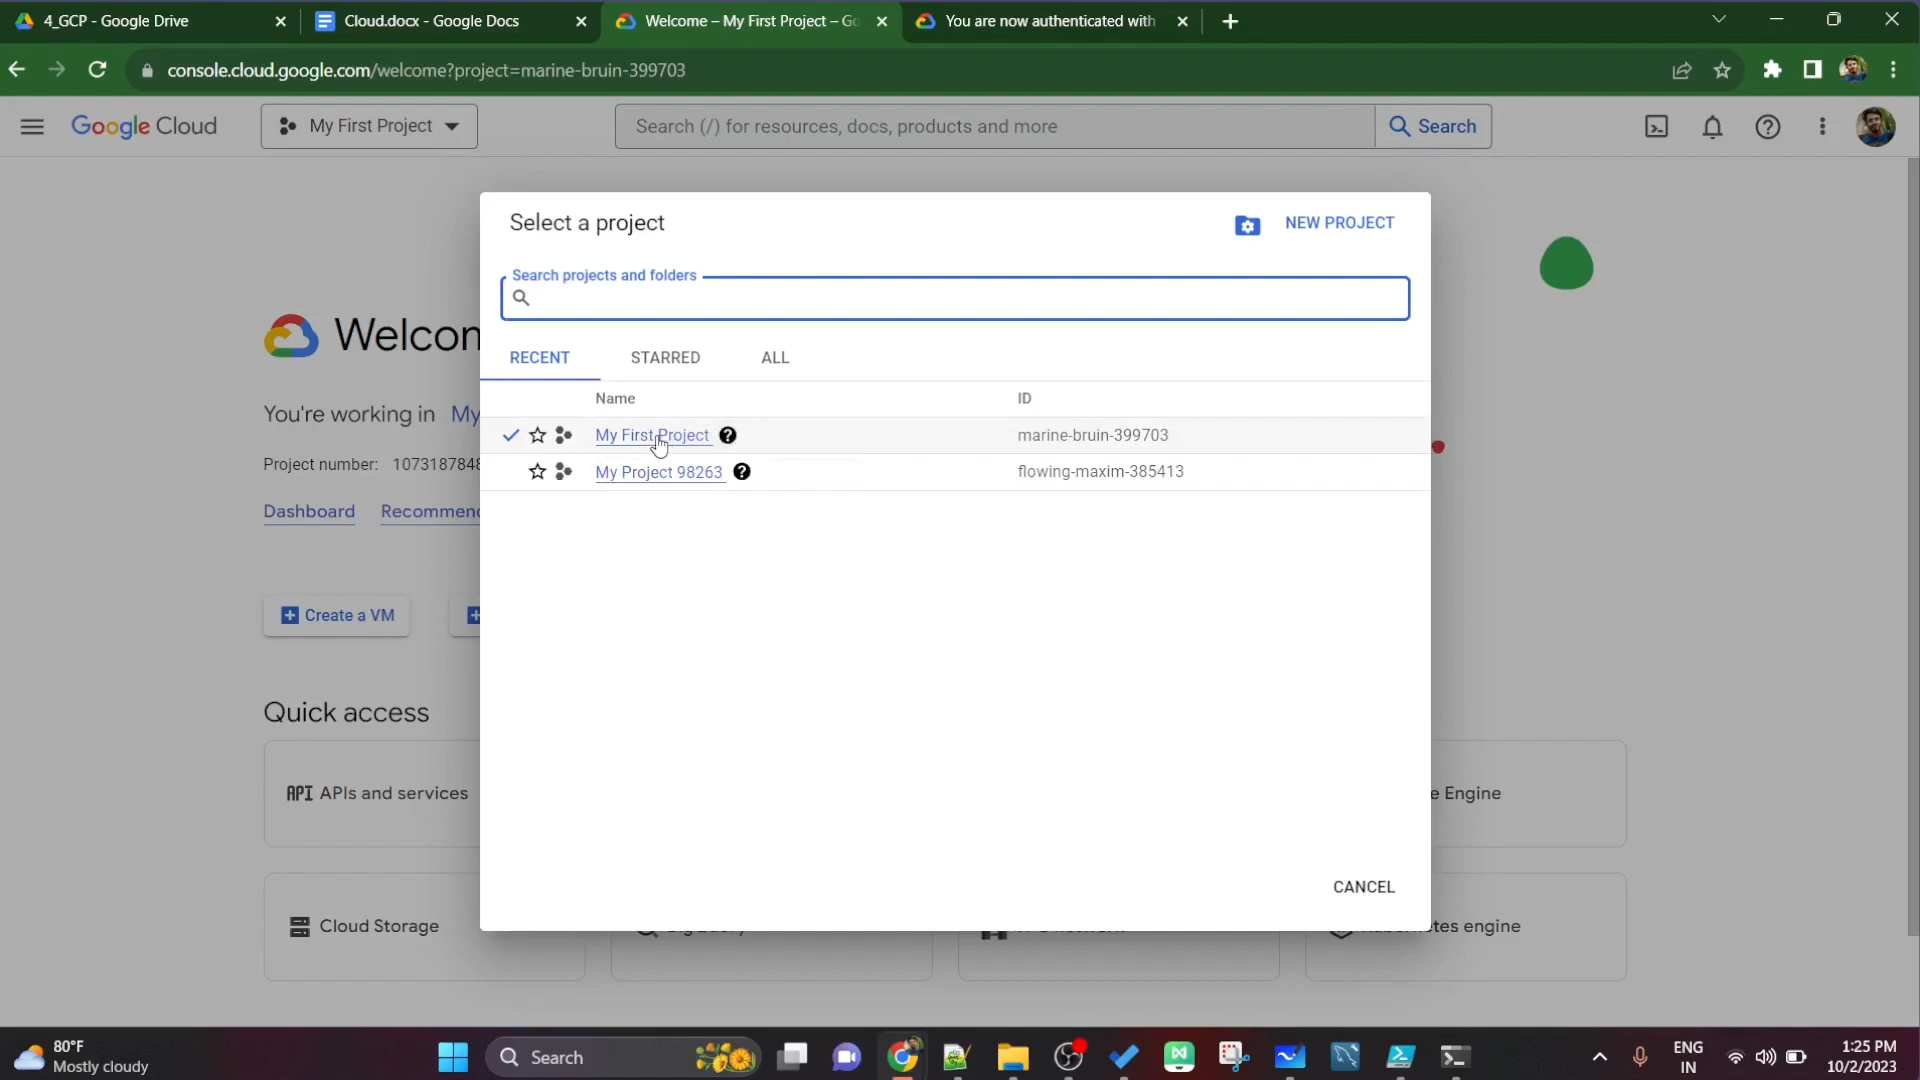 4_GCP - Google Drive
Cloud.docx - Google Docs
Welcome – My First Project – Go
You are now authenticated with
console.cloud.google.com/welcome?project=marine-bruin-399703
Google Cloud
My First Project
Search (/) for resources, docs, products and more
Search
Select a project
NEW PROJECT
Search projects and folders
Welcom
RECENT
STARRED
ALL
Name
ID
You're working in My
My First Project
marine-bruin-399703
Project number: 1073187848
My Project 98263
flowing-maxim-385413
Dashboard
Recommend
Create a VM
Quick access
API APIs and services
e Engine
CANCEL
Cloud Storage
tes engine
80°F
Mostly cloudy
Search
ENG
IN
1:25 PM
10/2/2023